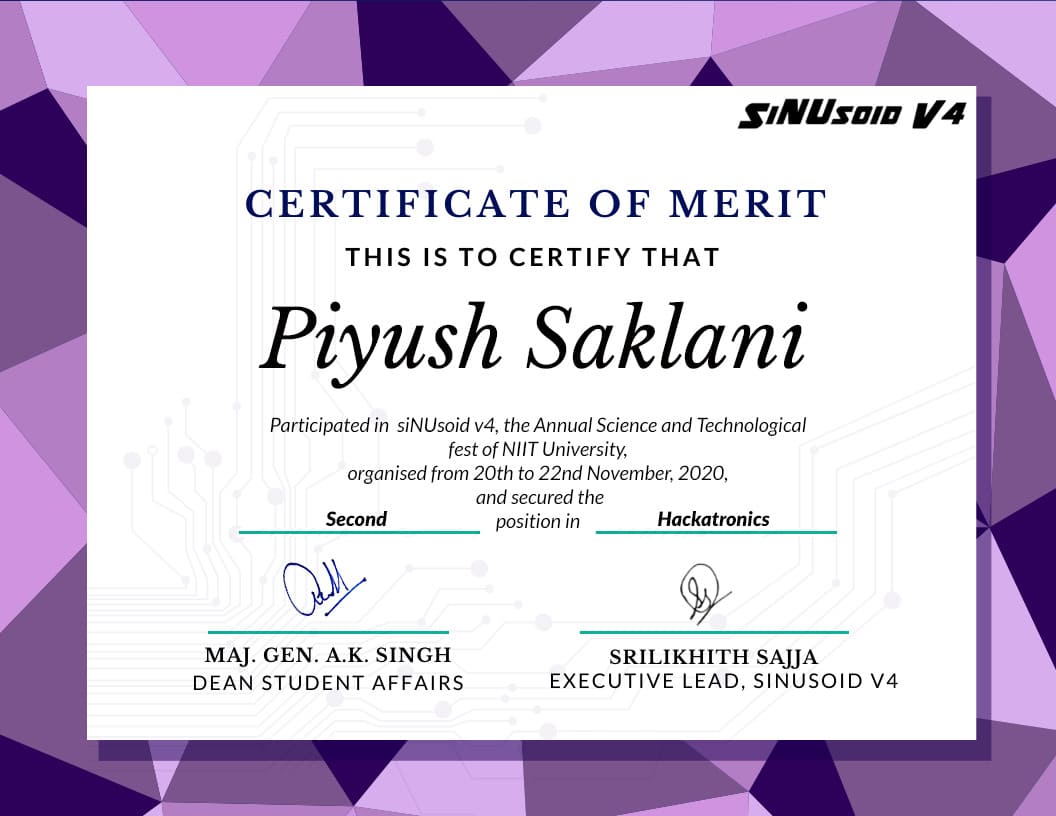 SiNUsoid V4
CERTIFICATE OF MERIT
THIS IS TO CERTIFY THAT
Piyush Saklani
Participated in siNUsoid v4, the Annual Science and Technological
fest of NIIT University,
organised from 20th to 22nd November, 2020,
and secured the
Second position in Hackatronics
MAJ. GEN. A.K. SINGH
DEAN STUDENT AFFAIRS
SRILIKHITH SAJJA
EXECUTIVE LEAD, SINUSOID V4